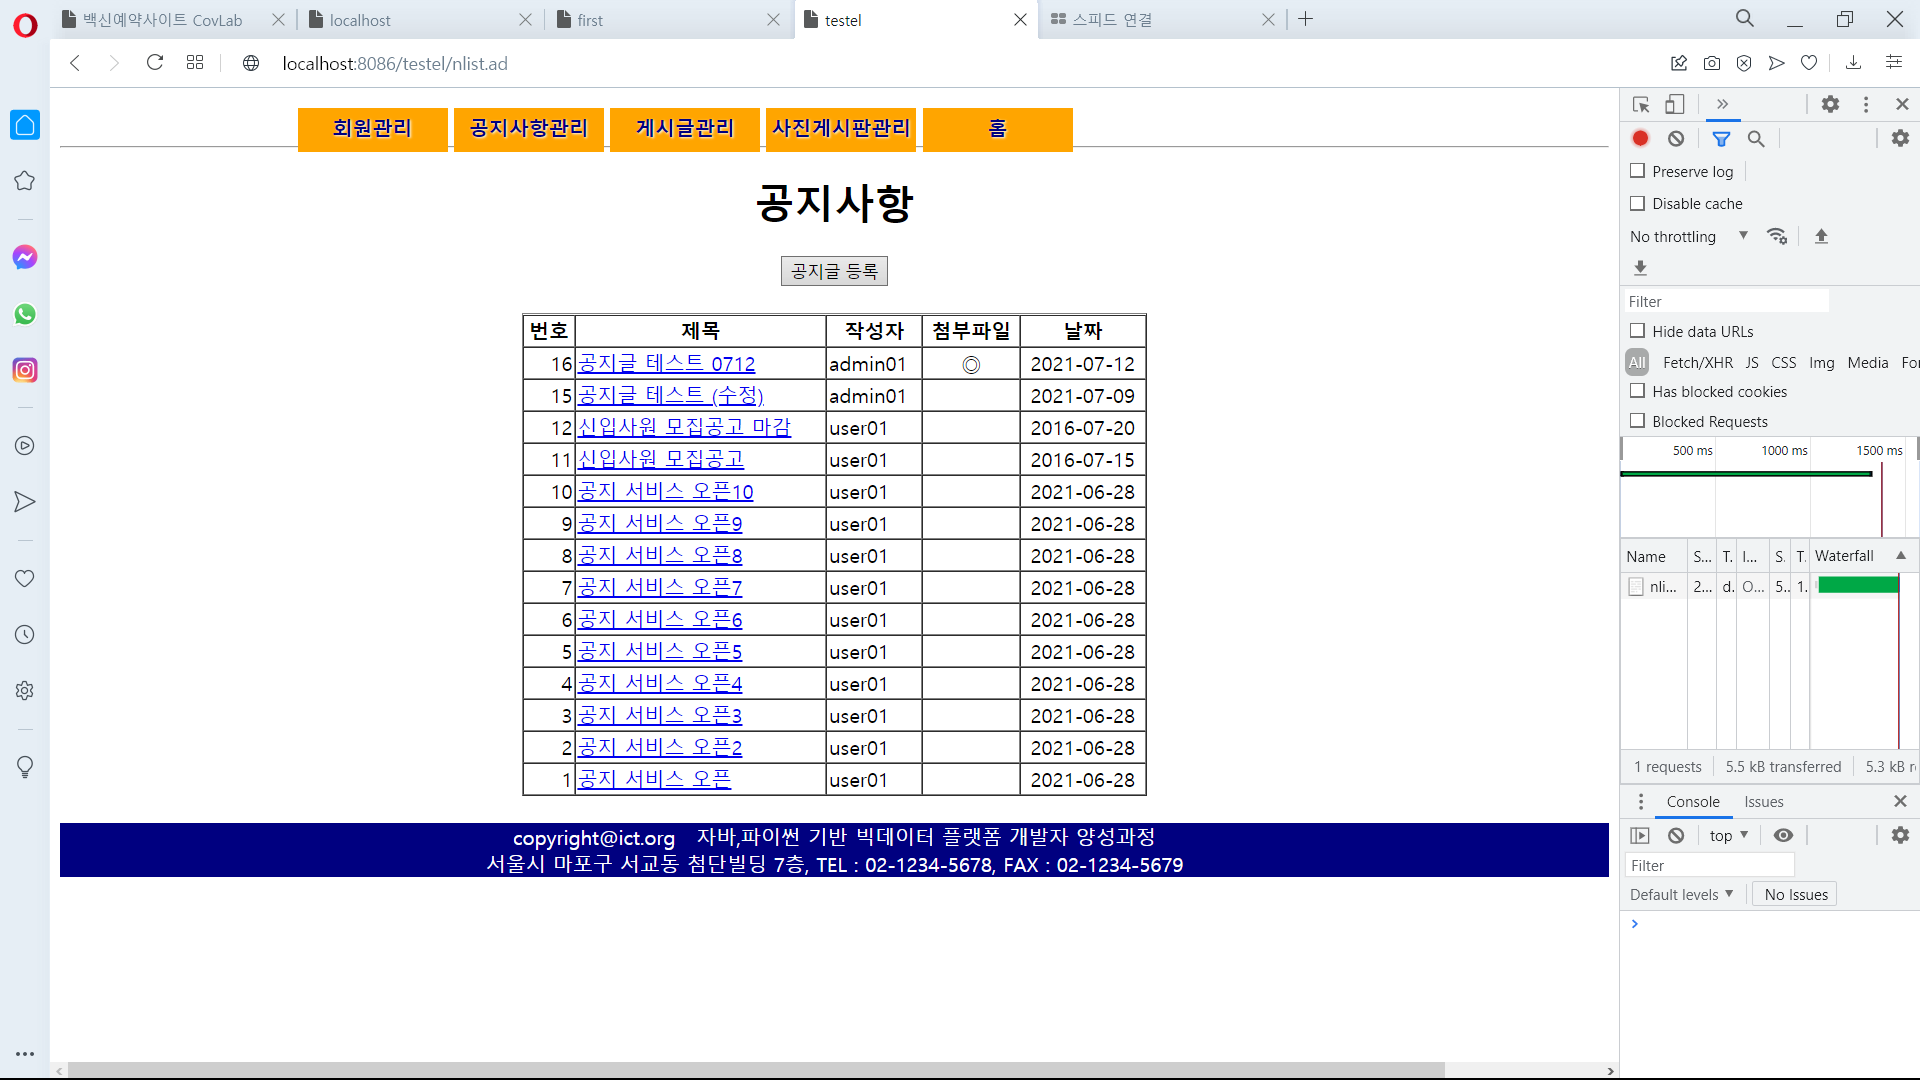 백신예약사이트 CovLab
localhost
first
testel
스피드 연결
localhost:8086/testel/nlist.ad
회원관리
공지사항관리
게시글관리
사진게시판관리
홈
공지사항
공지글 등록
번호 제목 작성자 첨부파일 날짜
16 공지글 테스트 0712 admin01 ◎ 2021-07-12
15 공지글 테스트 (수정) admin01 2021-07-09
12 신입사원 모집공고 마감 user01 2016-07-20
11 신입사원 모집공고 user01 2016-07-15
10 공지 서비스 오픈10 user01 2021-06-28
9 공지 서비스 오픈9 user01 2021-06-28
8 공지 서비스 오픈8 user01 2021-06-28
7 공지 서비스 오픈7 user01 2021-06-28
6 공지 서비스 오픈6 user01 2021-06-28
5 공지 서비스 오픈5 user01 2021-06-28
4 공지 서비스 오픈4 user01 2021-06-28
3 공지 서비스 오픈3 user01 2021-06-28
2 공지 서비스 오픈2 user01 2021-06-28
1 공지 서비스 오픈 user01 2021-06-28
copyright@ict.org 자바,파이썬 기반 빅데이터 플랫폼 개발자 양성과정
서울시 마포구 서교동 첨단빌딩 7층, TEL : 02-1234-5678, FAX : 02-1234-5679
Preserve log
Disable cache
No throttling
Filter
Hide data URLs
All Fetch/XHR JS CSS Img Media Fo
Has blocked cookies
Blocked Requests
500 ms 1000 ms 1500 ms
Name S... T. I... S. T. Waterfall
nli... 2... d. O... 5.. 1.
1 requests 5.5 kB transferred 5.3 kB r
Console Issues
top
Filter
Default levels No Issues